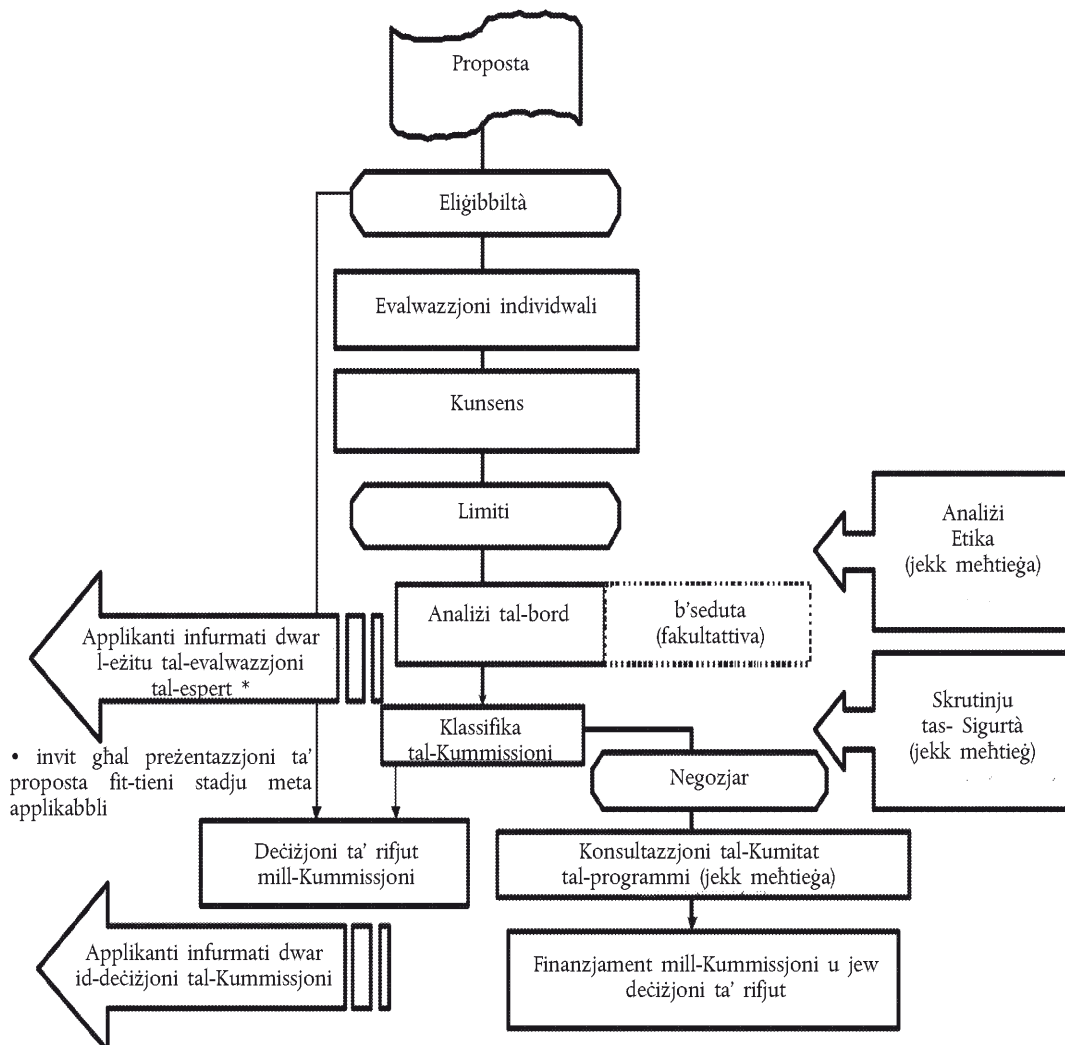 Proposta
Eliġibbiltà
Evalwazzjoni individwali
Kunsens
Limiti
Analiżi
Etika
(jekk meħtieġa)
Analiżi tal-bord
b'seduta
(fakultattiva)
Applikanti infurmati dwar
l-eżitu tal-evalwazzjoni
tal-espert *
Skrutinju
tas- Sigurtà
(jekk meħtieġ)
Klassifika
tal-Kummissjoni
• invit għal preżentazzjoni ta'
proposta fit-tieni stadju meta
applikabbli
Negozjar
Deċiżjoni ta' rifjut
mill-Kummissjoni
Konsultazzjoni tal-Kumitat
tal-programmi (jekk meħtieġa)
Applikanti infurmati dwar
id-deċiżjoni tal-Kummissjoni
Finanzjament mill-Kummissjoni u jew
deċiżjoni ta' rifjut